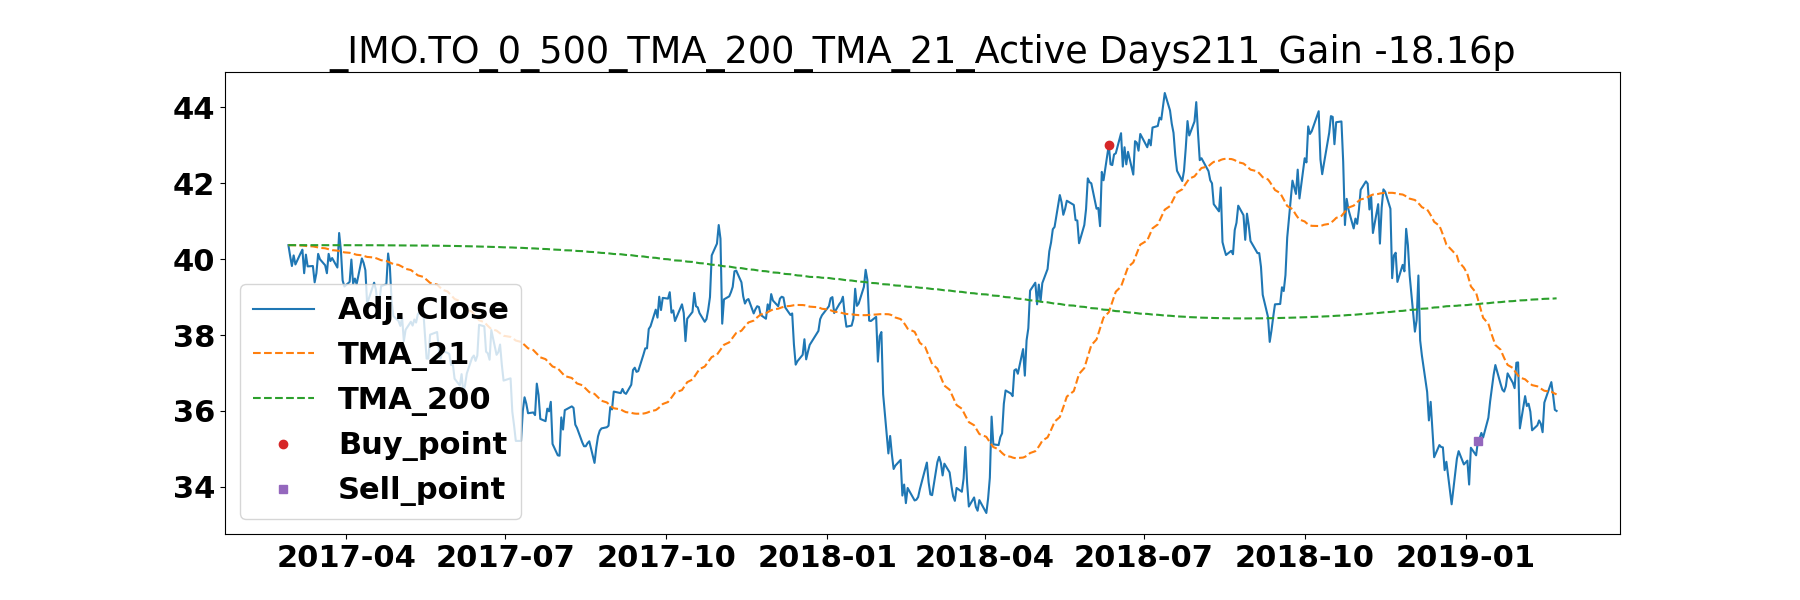 _IMO.TO_0_500_TMA_200_TMA_21_Active Days211_Gain -18.16p
44
42
40
38
36
34
Adj. Close
TMA_21
TMA_200
Buy_point
Sell_point
2017-04 2017-07 2017-10 2018-01 2018-04 2018-07 2018-10 2019-01